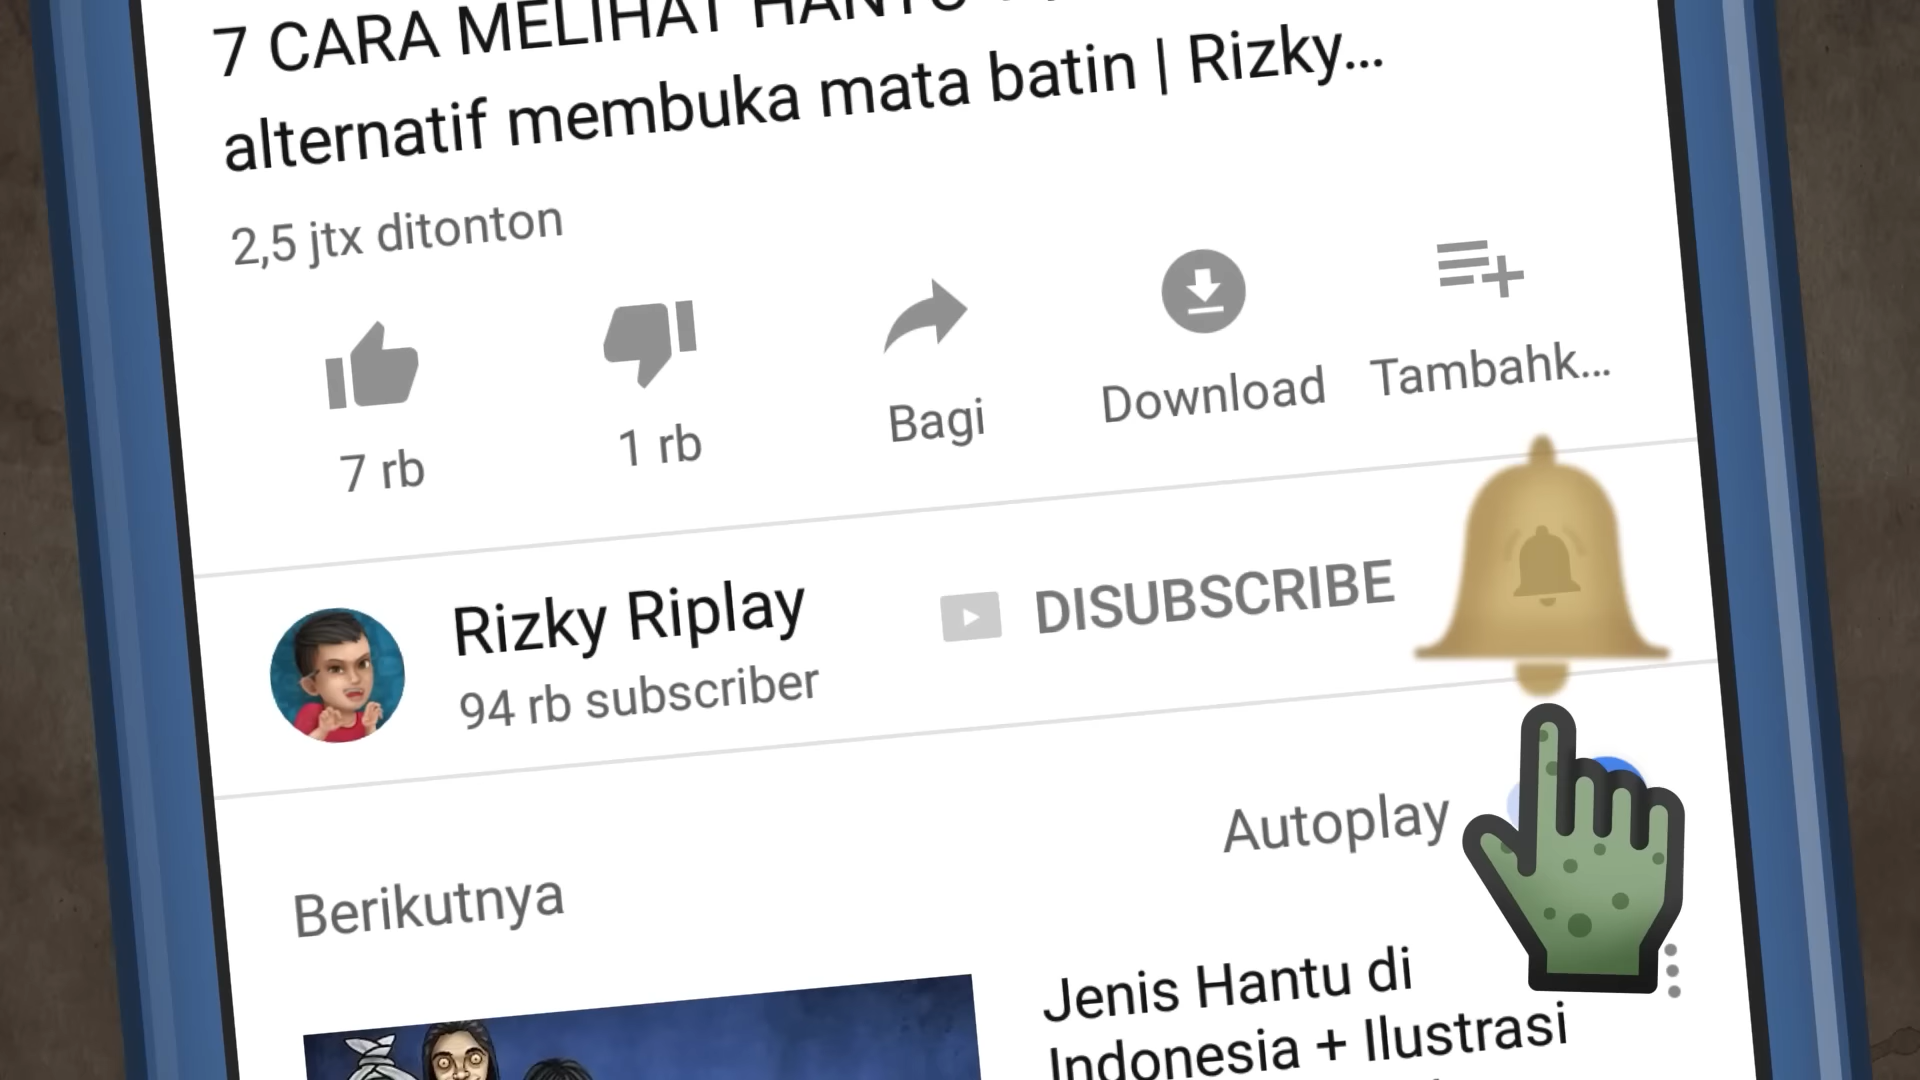 7 CARA MELIHAT HANTU
alternatif membuka mata batin | Rizky...
2,5 jtx ditonton
7 rb
1 rb
Bagi
Download
Tambahk...
Rizky Riplay
94 rb subscriber
DISUBSCRIBE
Autoplay
Berikutnya
Jenis Hantu di
Indonesia + Ilustrasi